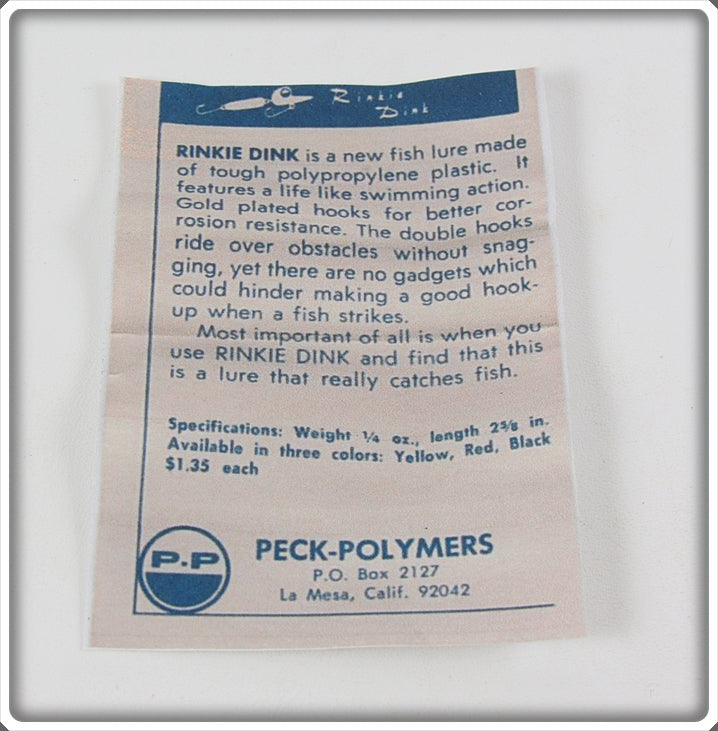 Rinkie
Dink
RINKIE DINK is a new fish lure made
of tough polypropylene plastic. It
features a life like swimming action.
Gold plated hooks for better cor-
rosion resistance. The double hooks
ride over obstacles without snag-
ging, yet there are no gadgets which
could hinder making a good hook-
up when a fish strikes.
Most important of all is when you
use RINKIE DINK and find that this
is a lure that really catches fish.
Specifications: Weight 1/4 oz., length 2 5/8 in.
Available in three colors: Yellow, Red, Black
$1.35 each
P.P
PECK-POLYMERS
P.O. Box 2127
La Mesa, Calif. 92042